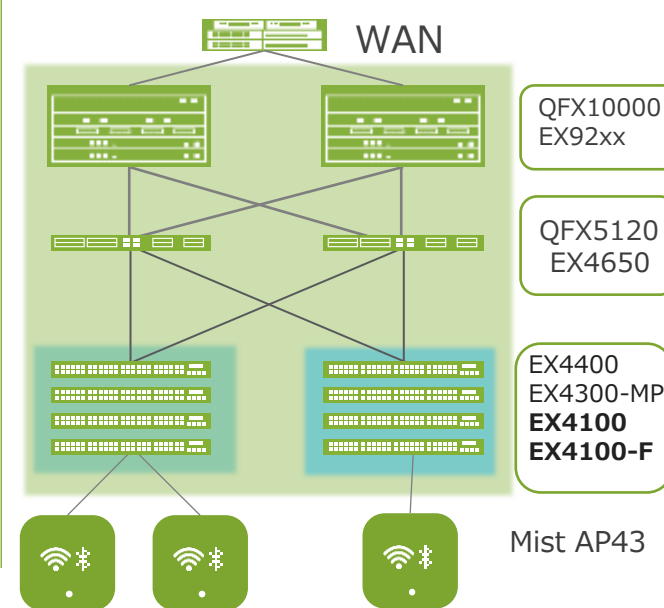 WAN
QFX10000
EX92xx
QFX5120
EX4650
EX4400
EX4300-MP
EX4100
EX4100-F
Mist AP43